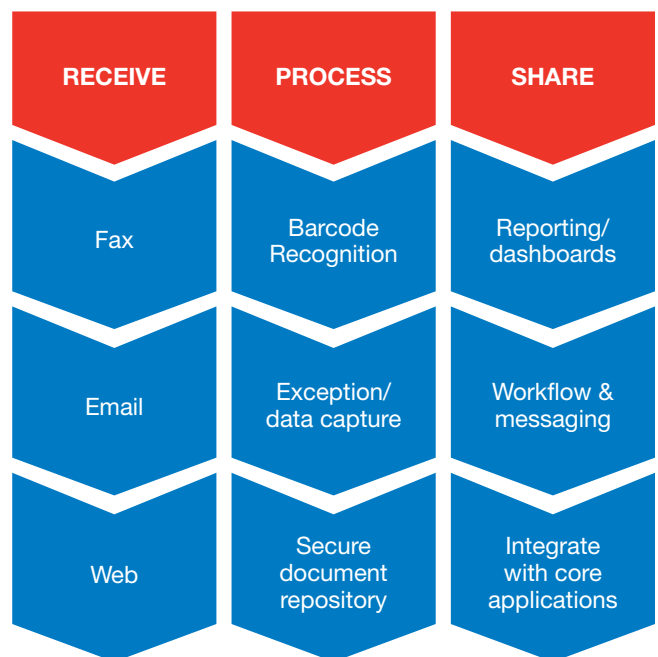 RECEIVE
PROCESS
SHARE
Fax
Barcode
Recognition
Reporting/
dashboards
Email
Exception/
data capture
Workflow &
messaging
Web
Secure
document
repository
Integrate
with core
applications